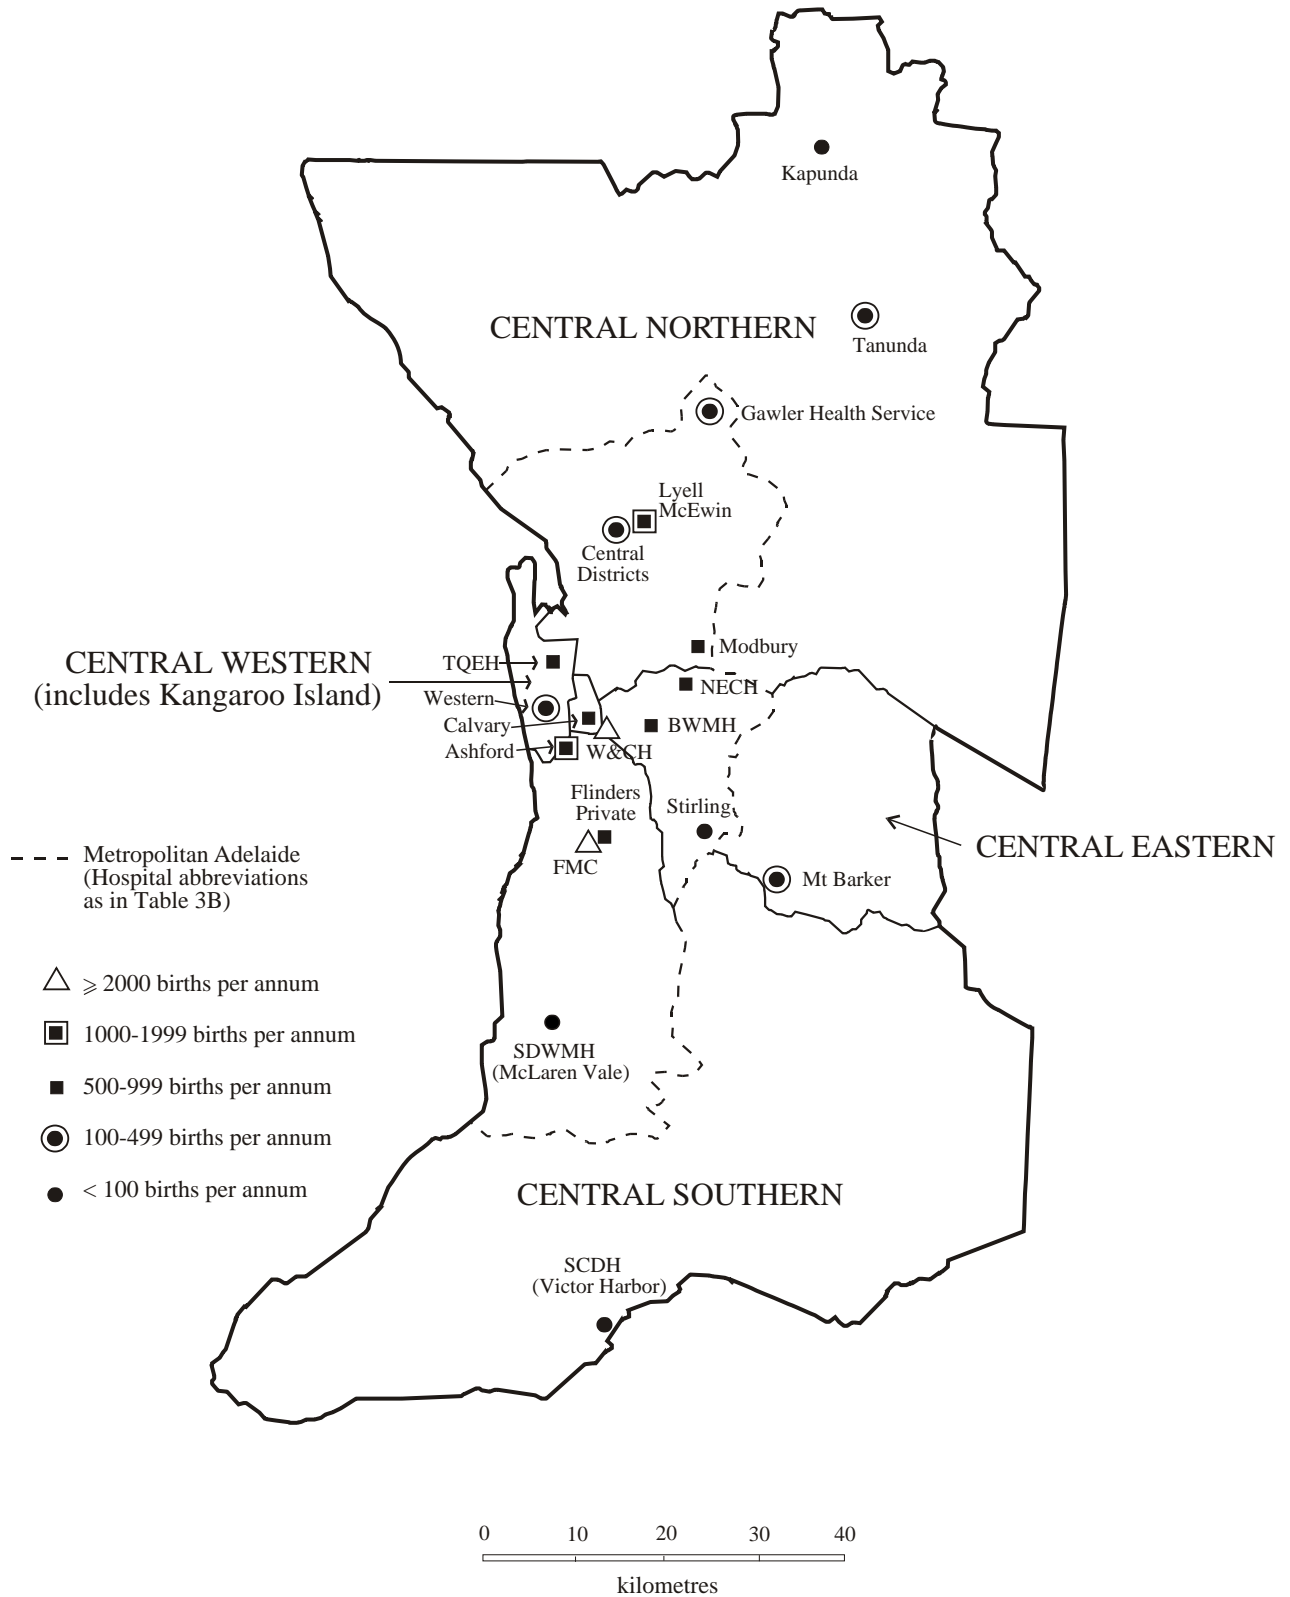 Kapunda
CENTRAL NORTHERN
Tanunda
Gawler Health Service
Lyell
McEwin
Central
Districts
Modbury
CENTRAL WESTERN
(includes Kangaroo Island)
TQEH
NECH
Western
Calvary
BWMH
Ashford
W&CH
Flinders
Private
Stirling
FMC
CENTRAL EASTERN
Mt Barker
Metropolitan Adelaide
(Hospital abbreviations
as in Table 3B)
⩾ 2000 births per annum
1000-1999 births per annum
500-999 births per annum
100-499 births per annum
< 100 births per annum
SDWMH
(McLaren Vale)
CENTRAL SOUTHERN
SCDH
(Victor Harbor)
0 10 20 30 40
kilometres